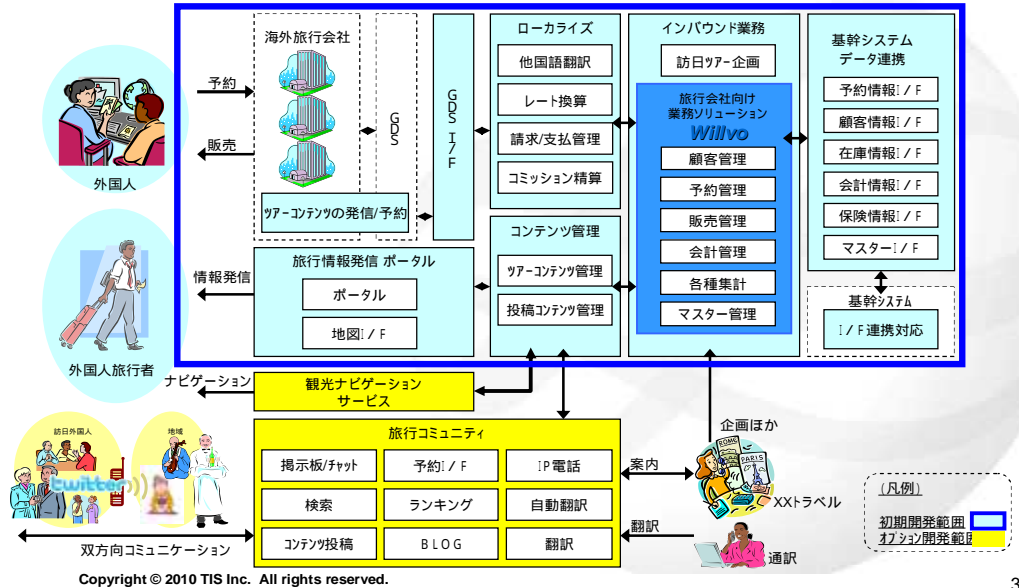 外国人
予約
販売
海外旅行会社
GDS
GDS I/F
ツアーコンテンツの発信/予約
ローカライズ
他国語翻訳
レート換算
請求/支払管理
コミッション精算
インバウンド業務
訪日ツアー企画
旅行会社向け
業務ソリューション
Willvo
顧客管理
予約管理
販売管理
会計管理
各種集計
マスター管理
基幹システム
データ連携
予約情報I/F
顧客情報I/F
在庫情報I/F
会計情報I/F
保険情報I/F
マスターI/F
基幹システム
I/F連携対応
外国人旅行者
情報発信
旅行情報発信 ポータル
ポータル
地図I/F
コンテンツ管理
ツアーコンテンツ管理
投稿コンテンツ管理
ナビゲーション
観光ナビゲーション
サービス
訪日外国人
地域
twitter
双方向コミュニケーション
旅行コミュニティ
掲示板/チャット
予約I/F
IP電話
検索
ランキング
自動翻訳
コンテンツ投稿
BLOG
翻訳
案内
翻訳
企画ほか
ROME
PARIS
XXトラベル
通訳
(凡例)
初期開発範囲
オプション開発範囲
Copyright © 2010 TIS Inc. All rights reserved.
3